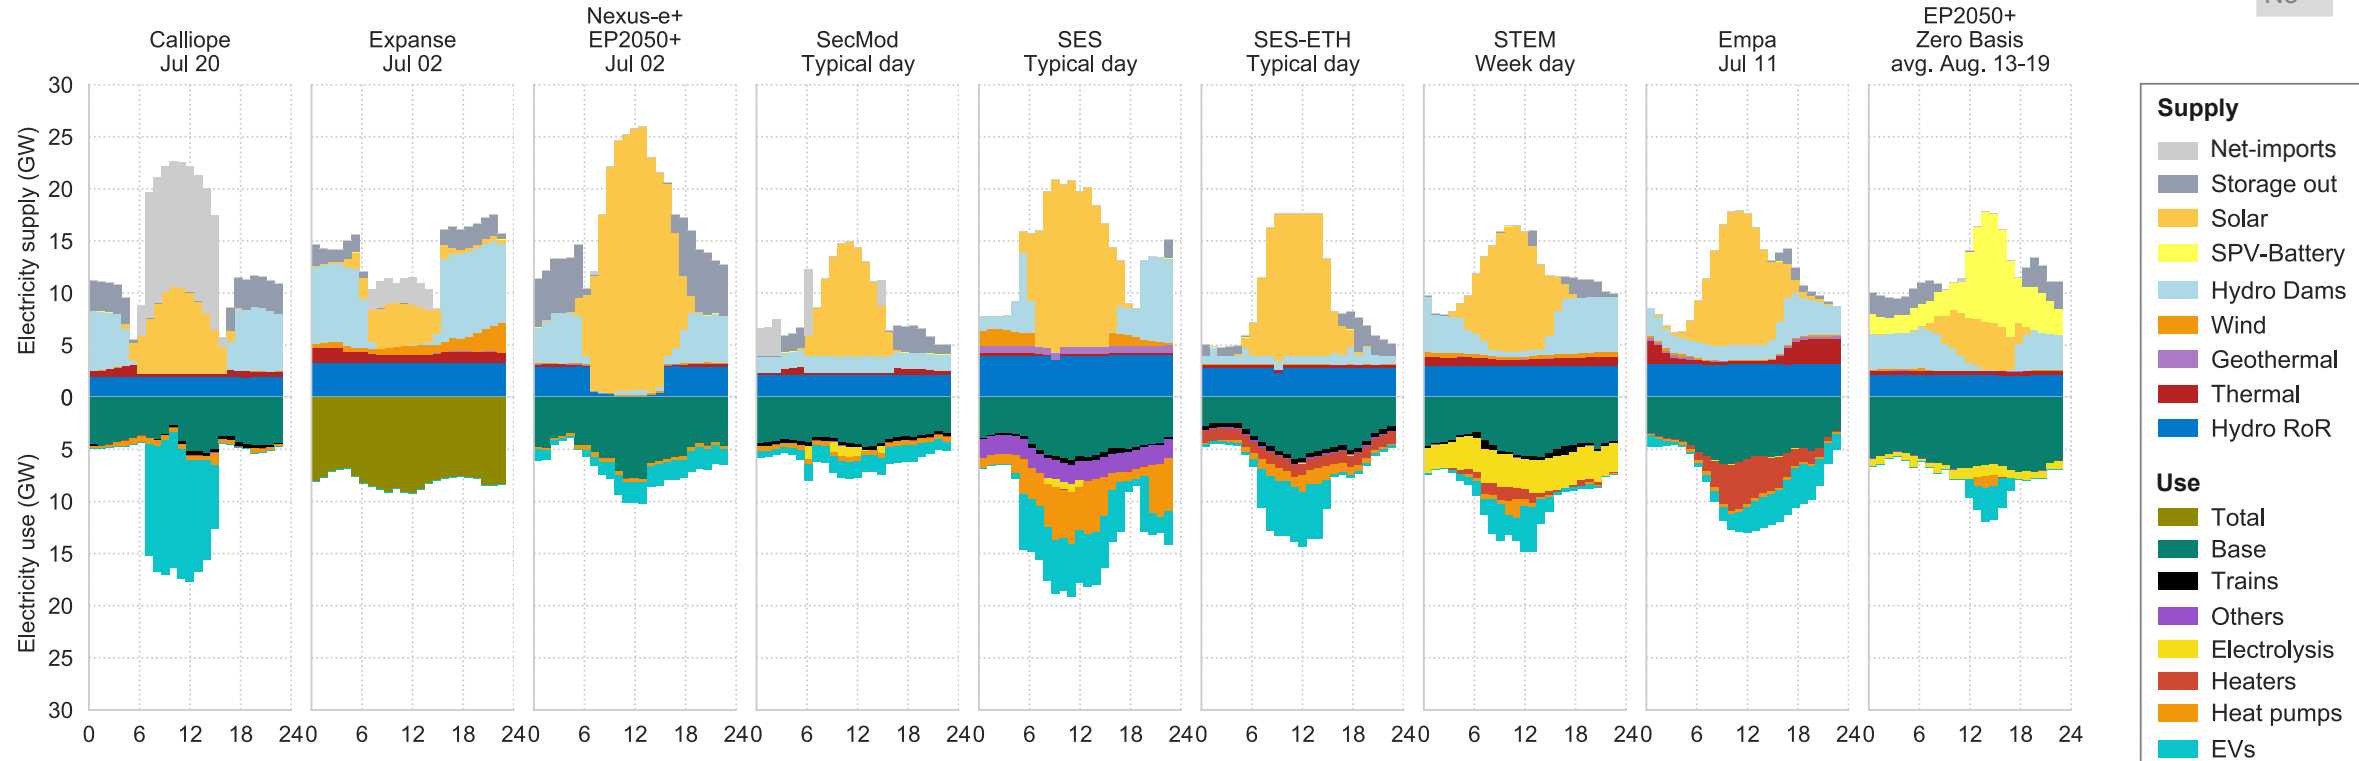 Calliope
Jul 20
Expanse
Jul 02
Nexus-e+
EP2050+
Jul 02
SecMod
Typical day
SES
Typical day
SES-ETH
Typical day
STEM
Week day
Empa
Jul 11
EP2050+
Zero Basis
avg. Aug. 13-19
Electricity supply (GW)
30
25
20
15
10
5
0
Electricity use (GW)
5
10
15
20
25
30
0 6 12 18 24
0 6 12 18 24
0 6 12 18 24
0 6 12 18 24
0 6 12 18 24
0 6 12 18 24
0 6 12 18 24
0 6 12 18 24
0 6 12 18 24
Supply
Net-imports
Storage out
Solar
SPV-Battery
Hydro Dams
Wind
Geothermal
Thermal
Hydro RoR
Use
Total
Base
Trains
Others
Electrolysis
Heaters
Heat pumps
EVs